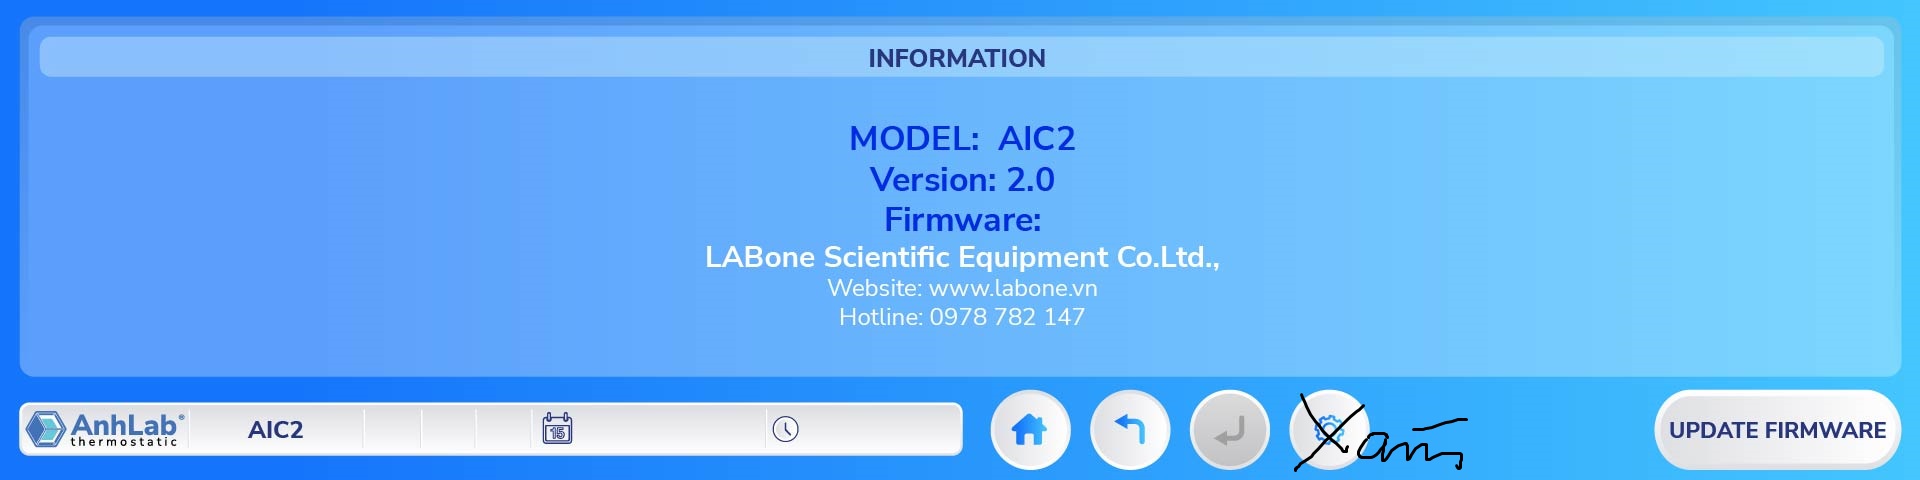 INFORMATION
MODEL: AIC2
Version: 2.0
Firmware:
LABone Scientific Equipment Co.Ltd.,
Website: www.labone.vn
Hotline: 0978 782 147
AnhLab®
thermostatic
AIC2
15
UPDATE FIRMWARE